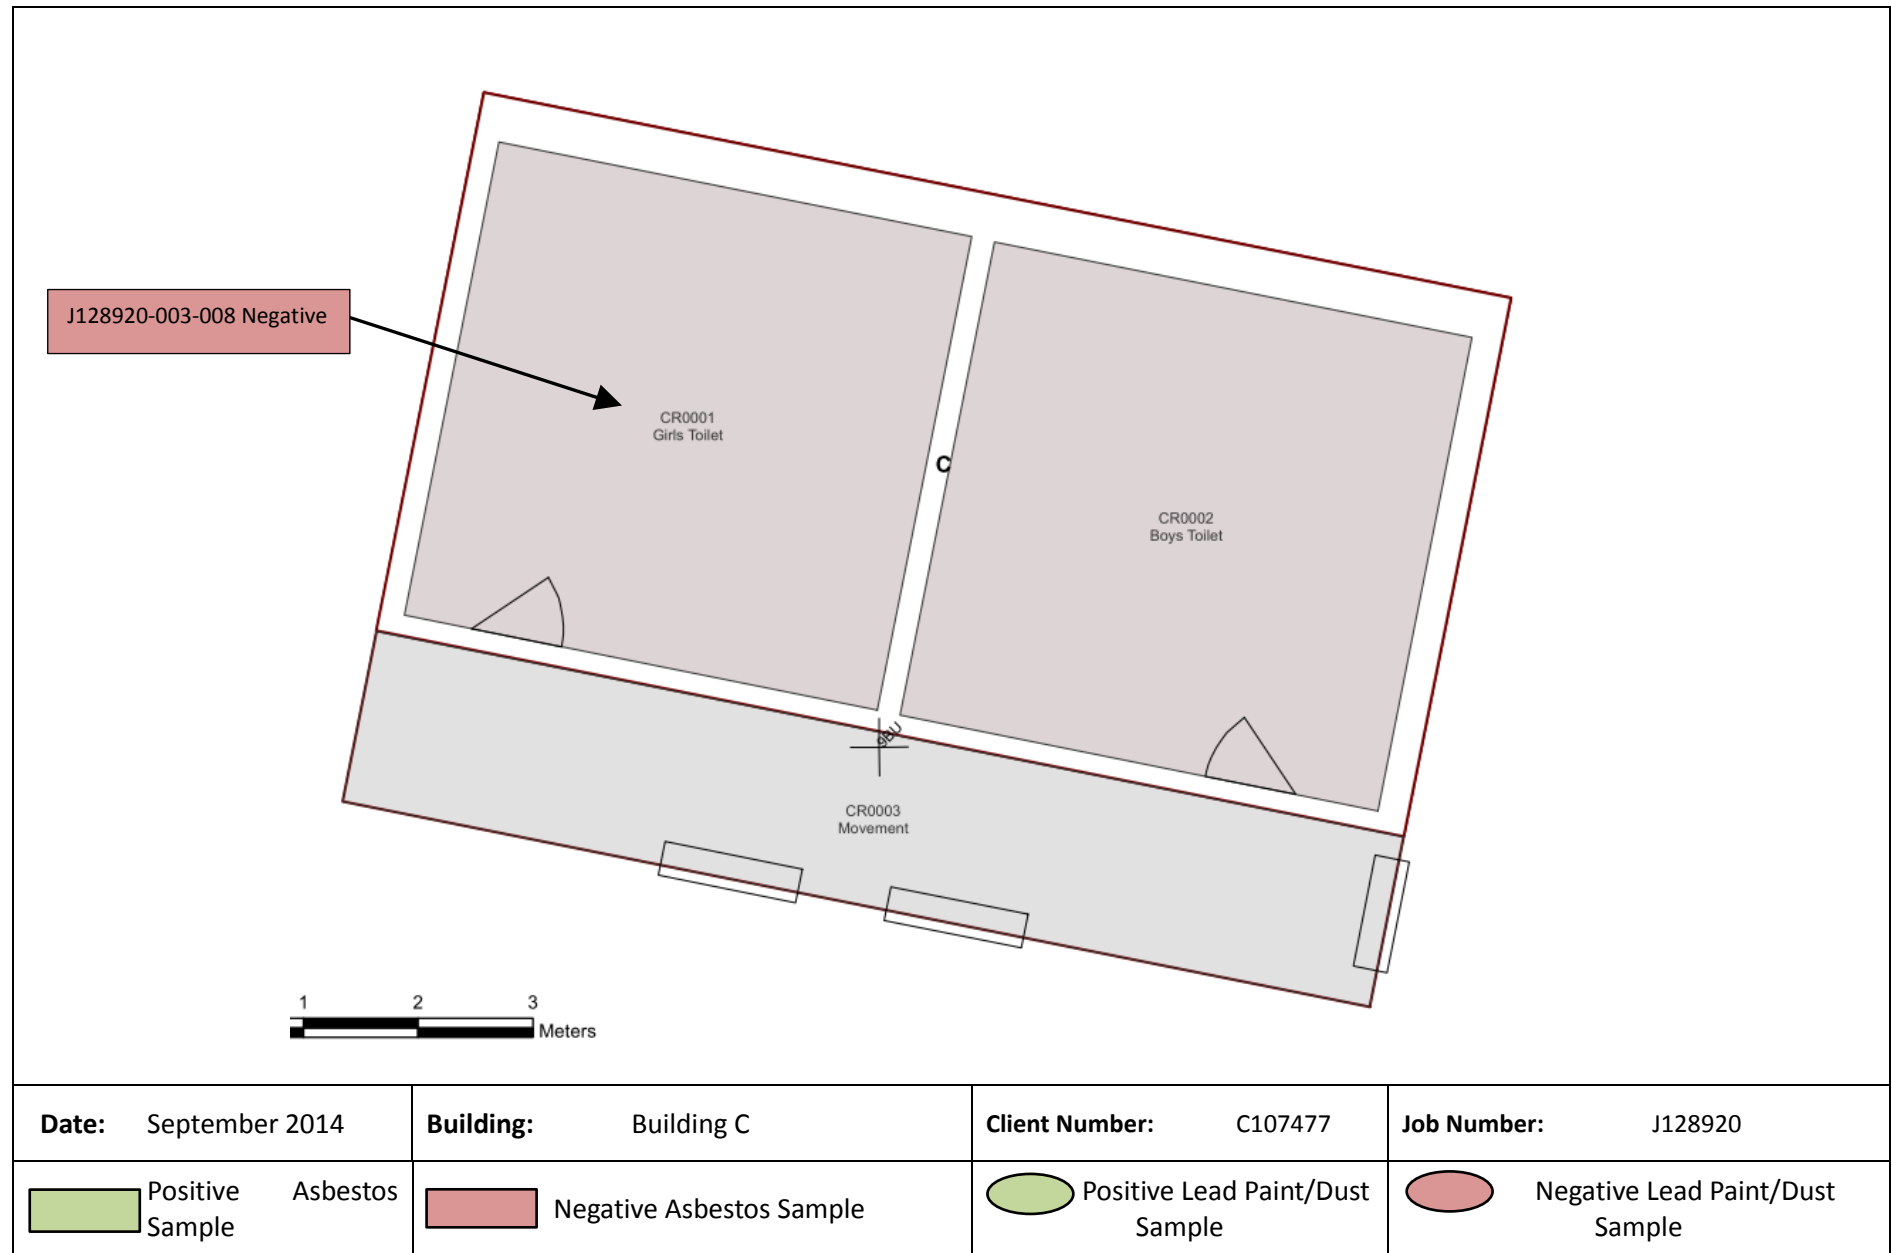 J128920-003-008 Negative
CR0001
Girls Toilet
C
CR0002
Boys Toilet
9BU
CR0003
Movement
1 2 3
Meters
Date: September 2014
Building: Building C
Client Number: C107477
Job Number: J128920
Positive Asbestos
Sample
Negative Asbestos Sample
Positive Lead Paint/Dust
Sample
Negative Lead Paint/Dust
Sample